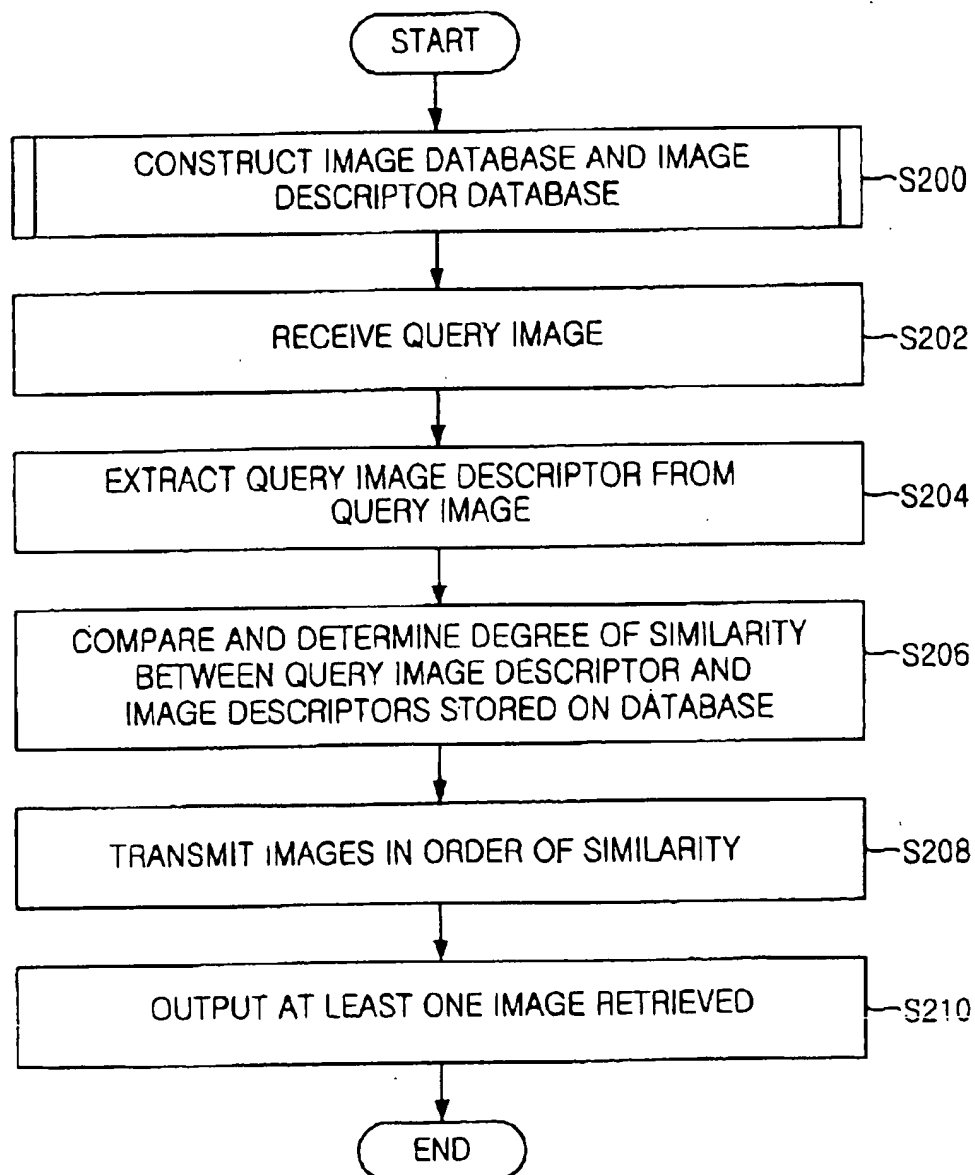 START
CONSTRUCT IMAGE DATABASE AND IMAGE
DESCRIPTOR DATABASE
S200
RECEIVE QUERY IMAGE
S202
EXTRACT QUERY IMAGE DESCRIPTOR FROM
QUERY IMAGE
S204
COMPARE AND DETERMINE DEGREE OF SIMILARITY
BETWEEN QUERY IMAGE DESCRIPTOR AND
IMAGE DESCRIPTORS STORED ON DATABASE
S206
TRANSMIT IMAGES IN ORDER OF SIMILARITY
S208
OUTPUT AT LEAST ONE IMAGE RETRIEVED
S210
END